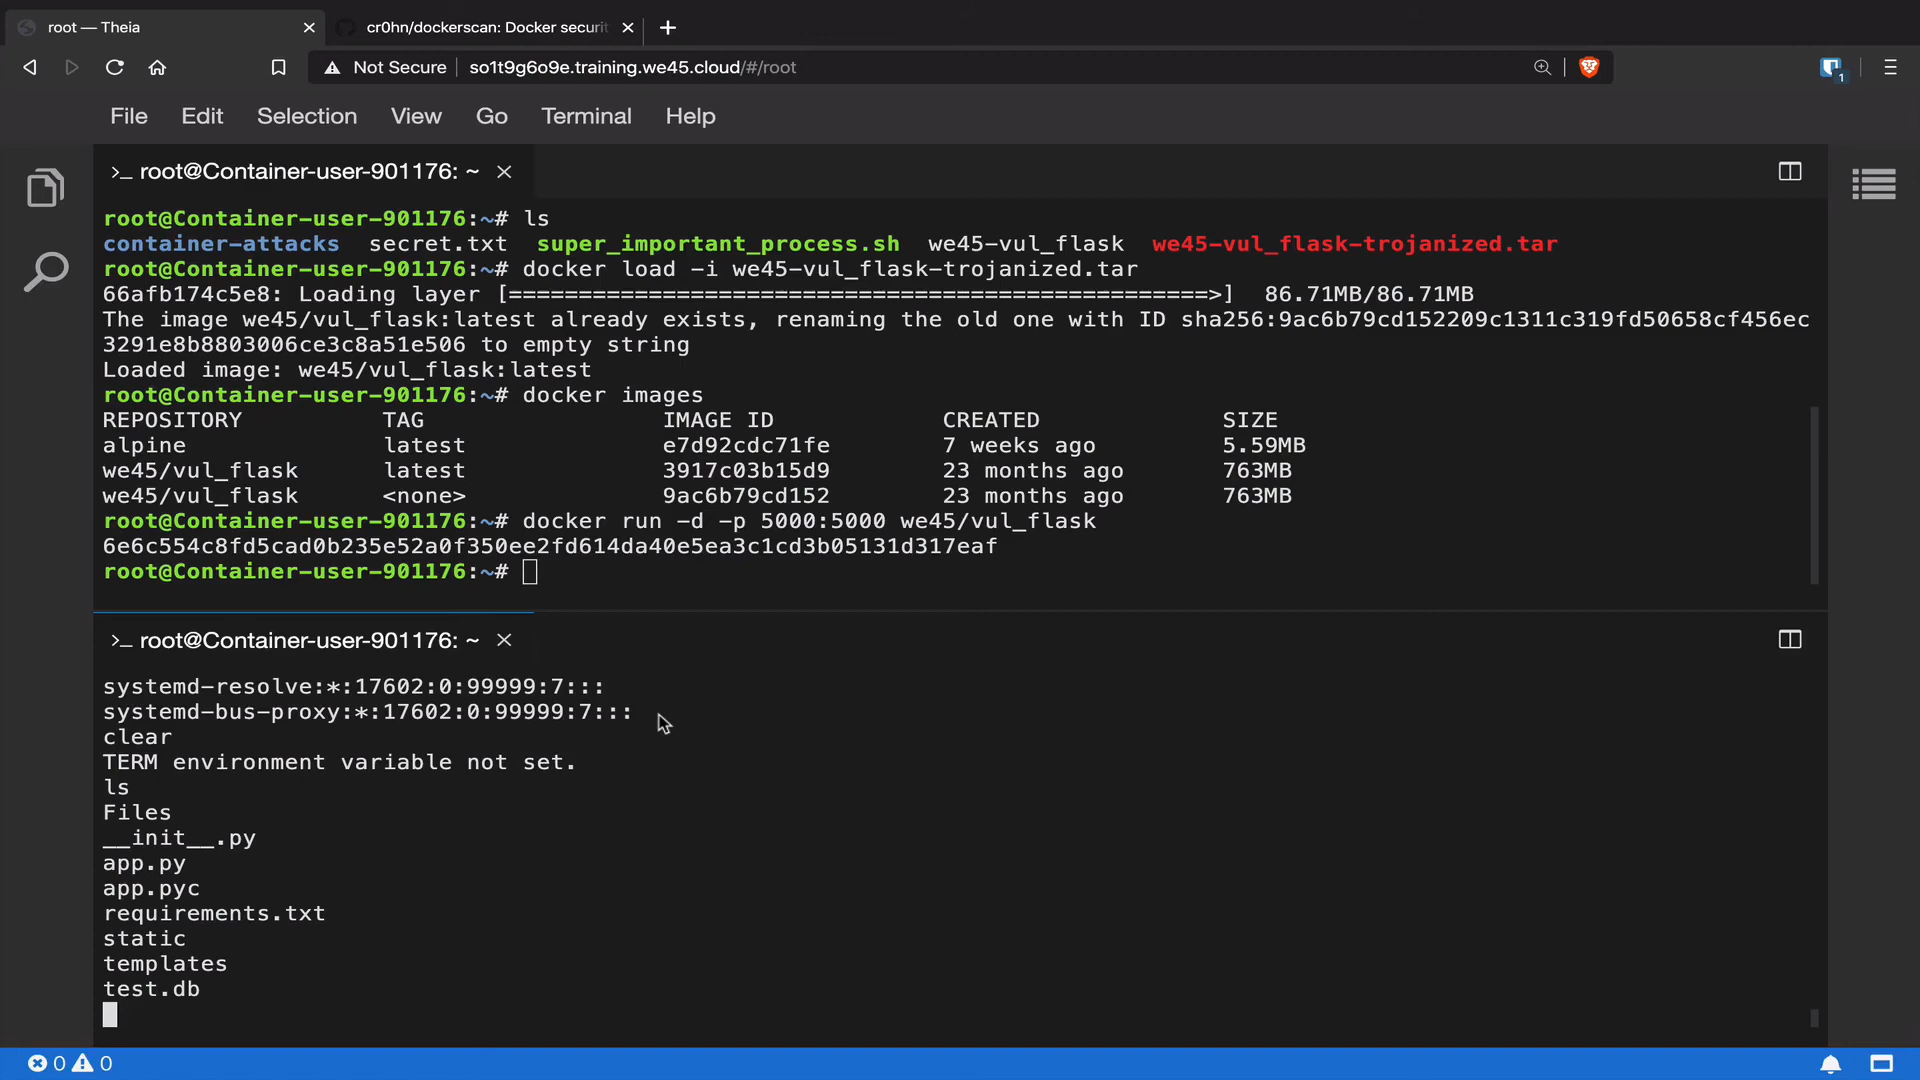 root — Theia
cr0hn/dockerscan: Docker securit
Not Secure
so1t9g6o9e.training.we45.cloud/#/root
1
File Edit Selection View Go Terminal Help
>_ root@Container-user-901176: ~
root@Container-user-901176:~# ls
container-attacks secret.txt super_important_process.sh we45-vul_flask we45-vul_flask-trojanized.tar
root@Container-user-901176:~# docker load -i we45-vul_flask-trojanized.tar
66afb174c5e8: Loading layer [==================================================>] 86.71MB/86.71MB
The image we45/vul_flask:latest already exists, renaming the old one with ID sha256:9ac6b79cd152209c1311c319fd50658cf456ec
3291e8b8803006ce3c8a51e506 to empty string
Loaded image: we45/vul_flask:latest
root@Container-user-901176:~# docker images
REPOSITORY TAG IMAGE ID CREATED SIZE
alpine latest e7d92cdc71fe 7 weeks ago 5.59MB
we45/vul_flask latest 3917c03b15d9 23 months ago 763MB
we45/vul_flask <none> 9ac6b79cd152 23 months ago 763MB
root@Container-user-901176:~# docker run -d -p 5000:5000 we45/vul_flask
6e6c554c8fd5cad0b235e52a0f350ee2fd614da40e5ea3c1cd3b05131d317eaf
root@Container-user-901176:~#
>_ root@Container-user-901176: ~
systemd-resolve:*:17602:0:99999:7:::
systemd-bus-proxy:*:17602:0:99999:7:::
clear
TERM environment variable not set.
ls
Files
__init__.py
app.py
app.pyc
requirements.txt
static
templates
test.db
0 0